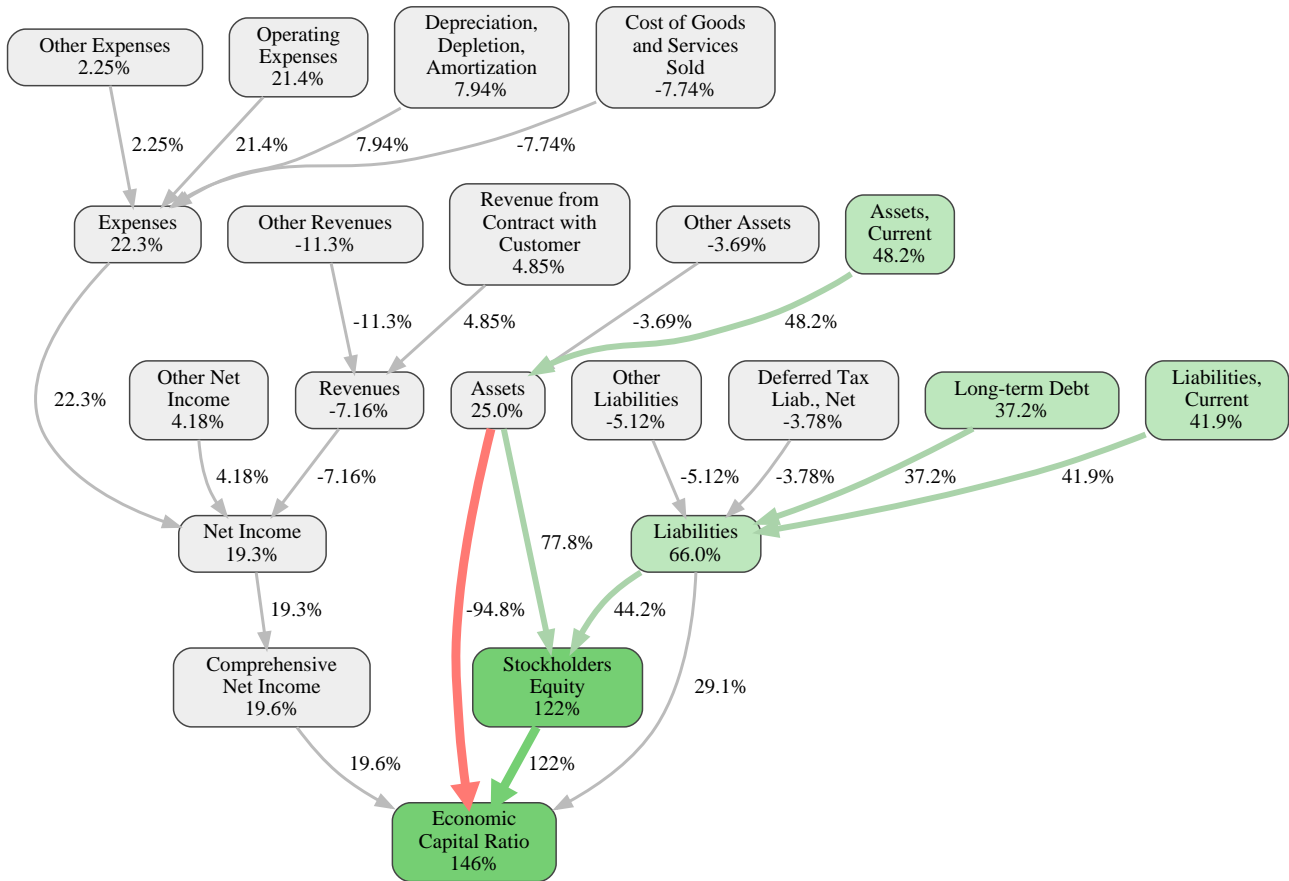 Other Expenses
2.25%
Operating
Expenses
21.4%
Depreciation,
Depletion,
Amortization
7.94%
Cost of Goods
and Services
Sold
-7.74%
2.25%
21.4%
7.94%
-7.74%
Expenses
22.3%
Other Revenues
-11.3%
Revenue from
Contract with
Customer
4.85%
Other Assets
-3.69%
Assets,
Current
48.2%
-11.3%
4.85%
-3.69%
48.2%
22.3%
Other Net
Income
4.18%
Revenues
-7.16%
Assets
25.0%
Other
Liabilities
-5.12%
Deferred Tax
Liab., Net
-3.78%
Long-term Debt
37.2%
Liabilities,
Current
41.9%
4.18%
-7.16%
-5.12%
-3.78%
37.2%
41.9%
Net Income
19.3%
77.8%
Liabilities
66.0%
19.3%
-94.8%
44.2%
Comprehensive
Net Income
19.6%
Stockholders
Equity
122%
29.1%
19.6%
122%
Economic
Capital Ratio
146%